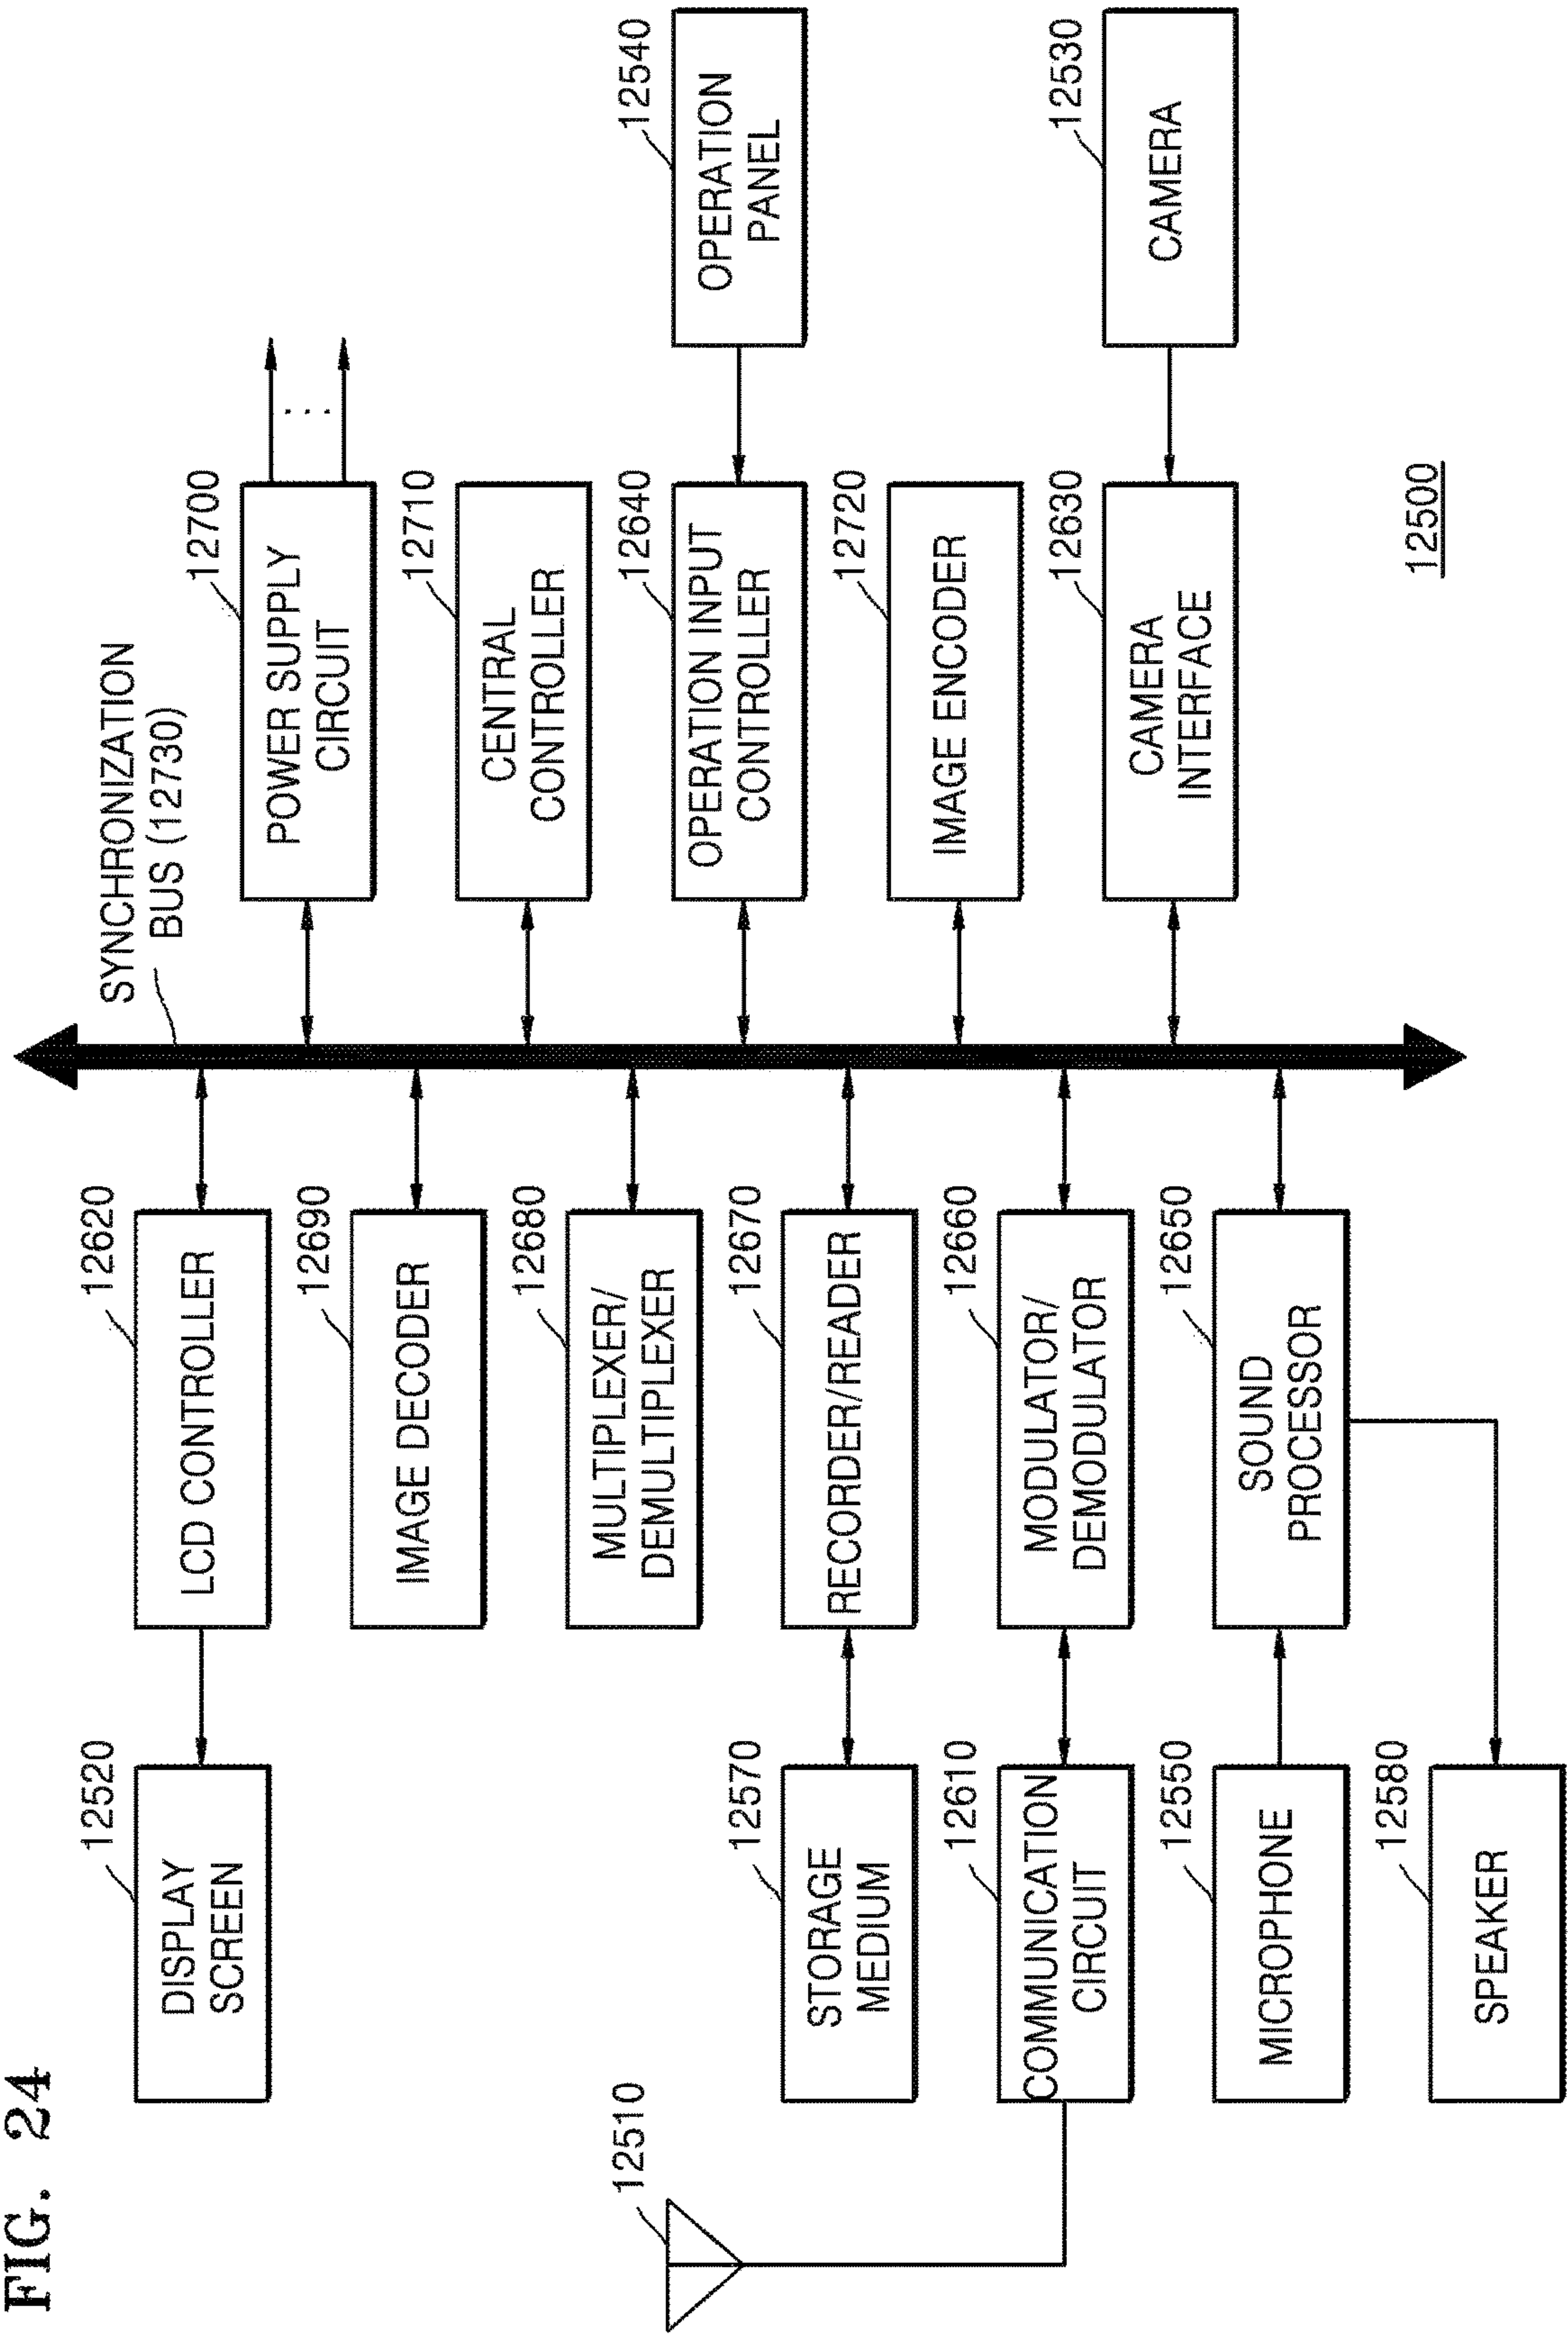 FIG. 24
12510
12520
DISPLAY
SCREEN
12570
STORAGE
MEDIUM
12610
COMMUNICATION
CIRCUIT
12550
MICROPHONE
12580
SPEAKER
12620
LCD CONTROLLER
12690
IMAGE DECODER
12680
MULTIPLEXER/
DEMULTIPLEXER
12670
RECORDER/READER
12660
MODULATOR/
DEMODULATOR
12650
SOUND
PROCESSOR
SYNCHRONIZATION
BUS (12730)
12700
POWER SUPPLY
CIRCUIT
...
12710
CENTRAL
CONTROLLER
12640
OPERATION INPUT
CONTROLLER
12720
IMAGE ENCODER
12630
CAMERA
INTERFACE
12540
OPERATION
PANEL
12530
CAMERA
12500